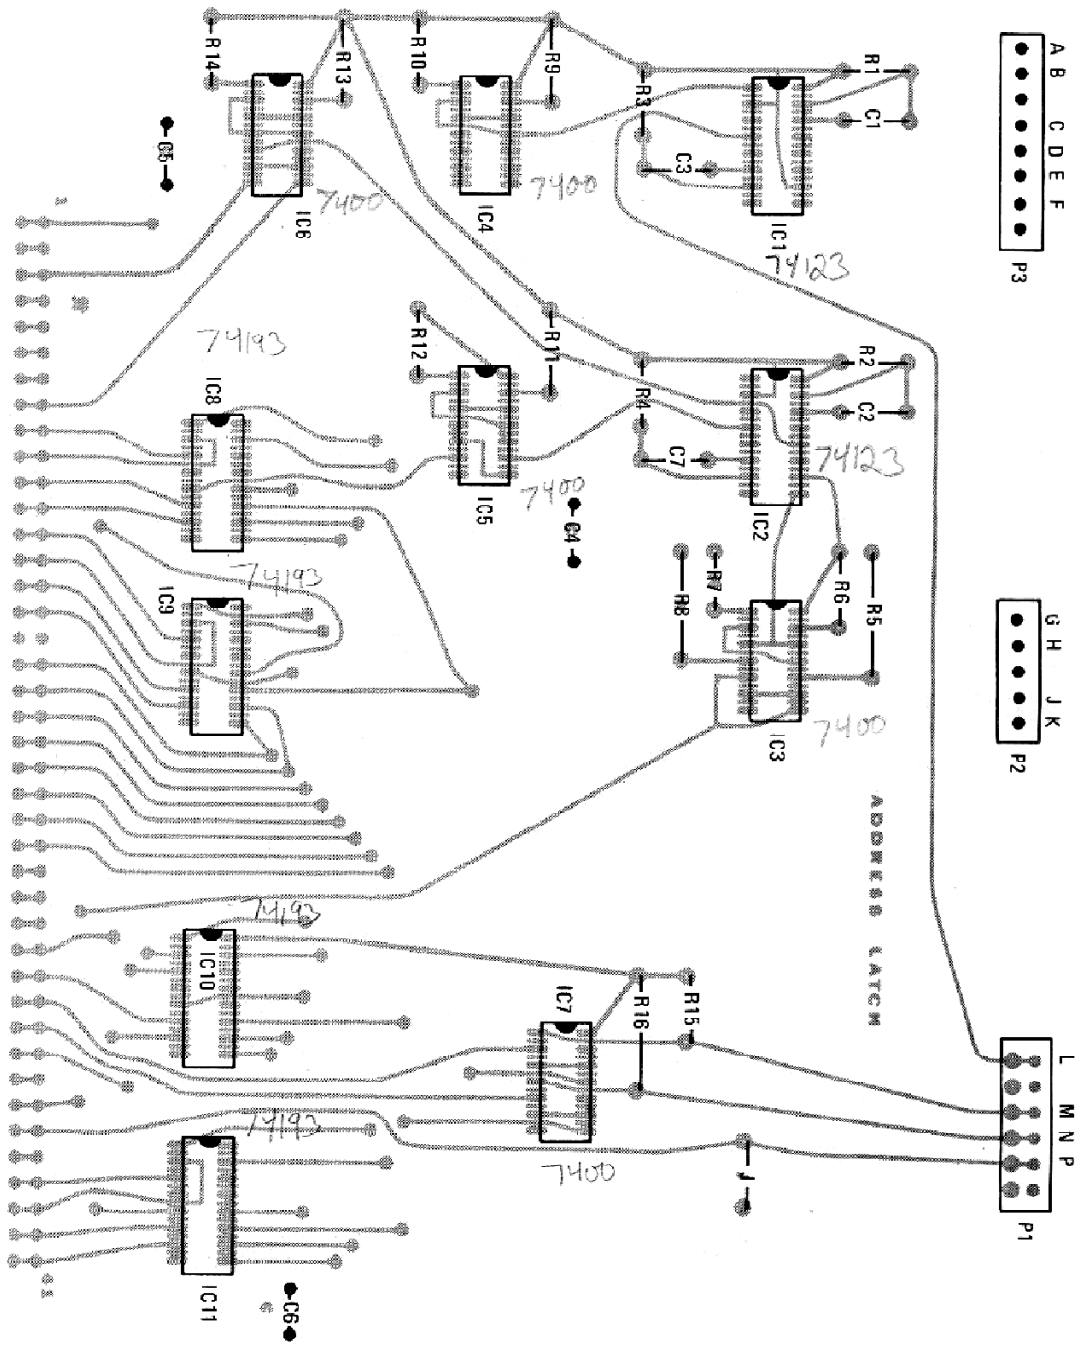 R14
R13
R10
R9
R3
R1
C1
C3
C5
IC6
7400
IC4
7400
IC1
74123
A
B
C
D
E
F
P3
74193
R12
R11
R4
R2
C2
C7
IC8
IC5
7400
C4
74123
IC2
74193
IC9
R8
R7
R6
R5
IC3
7400
G
H
J
K
P2
ADDRESS LATCH
74193
IC10
IC7
R16
R15
L
M
N
P
P1
74193
7400
J
IC11
C6